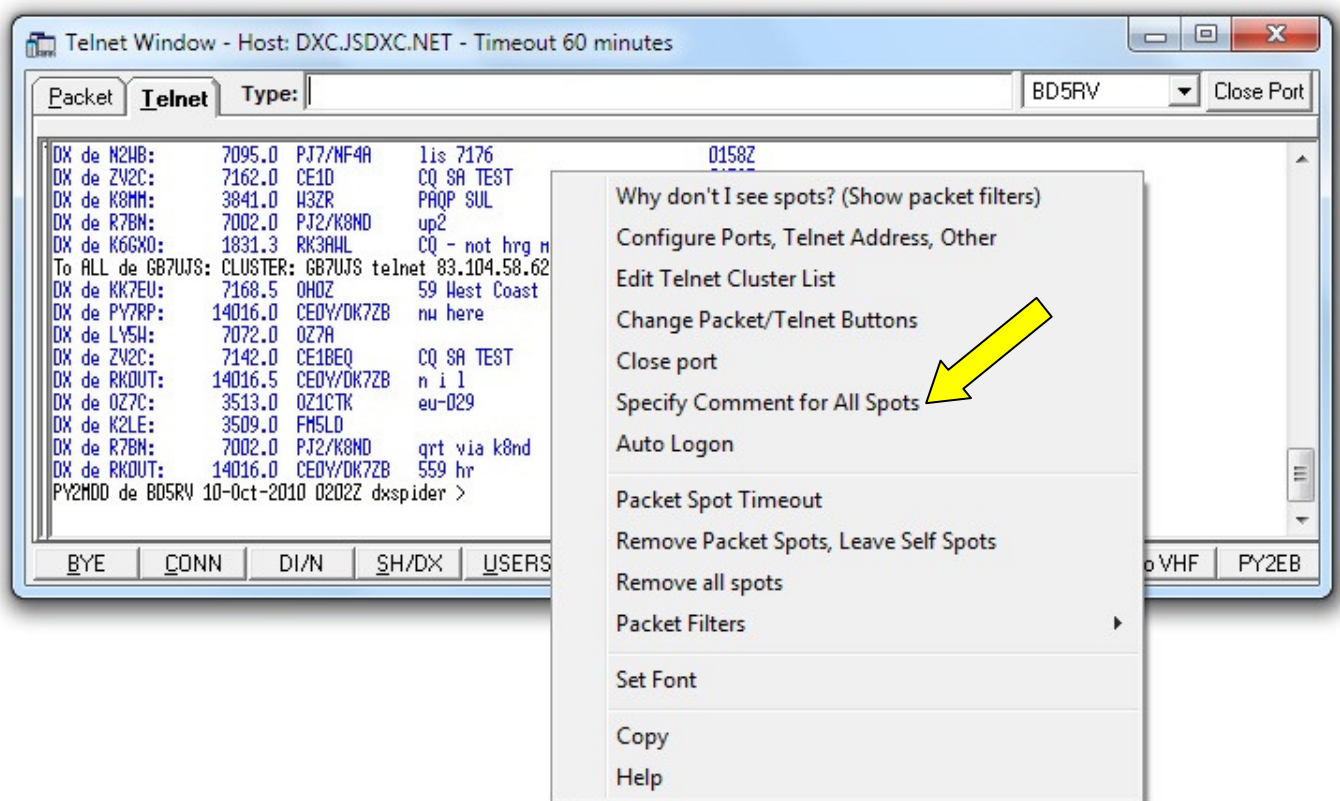 Telnet Window - Host: DXC.JSDXC.NET - Timeout 60 minutes
Packet Telnet Type: BD5RV Close Port
DX de N2WB: 7095.0 PJ7/NF4A lis 7176 0158Z
DX de ZV2C: 7162.0 CE1D CQ SA TEST
DX de K8MM: 3841.0 W3ZR PAQP SUL
DX de R7BN: 7002.0 PJ2/K8ND up2
DX de K6GXO: 1831.3 RK3AWL CQ - not hrg
To ALL de GB7UJS: CLUSTER: GB7UJS telnet 83.104.58.62
DX de KK7EU: 7168.5 OH0Z 59 West Coast
DX de PY7RP: 14016.0 CE0Y/DK7ZB nw here
DX de LY5W: 7072.0 OZ7A
DX de ZV2C: 7142.0 CE1BEQ CQ SA TEST
DX de RK0UT: 14016.5 CE0Y/DK7ZB n i l
DX de OZ7C: 3513.0 OZ1CTK eu-029
DX de K2LE: 3509.0 FM5LD
DX de R7BN: 7002.0 PJ2/K8ND qrt via k8nd
DX de RK0UT: 14016.0 CE0Y/DK7ZB 559 hr
PY2MDD de BD5RV 10-Oct-2010 0202Z dxspider >
BYE CONN DI/N SH/DX USERS VHF PY2EB
Why don't I see spots? (Show packet filters)
Configure Ports, Telnet Address, Other
Edit Telnet Cluster List
Change Packet/Telnet Buttons
Close port
Specify Comment for All Spots
Auto Logon
Packet Spot Timeout
Remove Packet Spots, Leave Self Spots
Remove all spots
Packet Filters
Set Font
Copy
Help